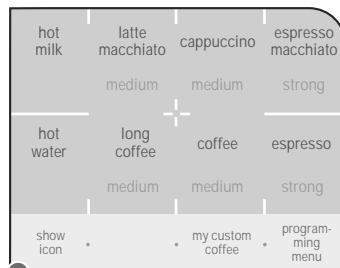 hot
milk
latte
macchiato
cappuccino
espresso
macchiato
medium
medium
strong
hot
water
long
coffee
coffee
espresso
medium
medium
strong
show
icon
my custom
coffee
program-
ming
menu